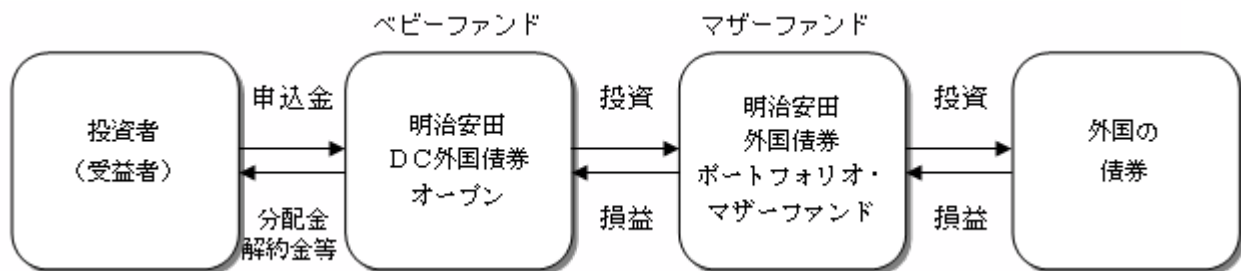 ベビーファンド
マザーファンド
投資者
（受益者）
申込金
分配金
解約金等
明治安田
ＤＣ外国債券
オープン
投資
損益
明治安田
外国債券
ポートフォリオ・
マザーファンド
投資
損益
外国の
債券